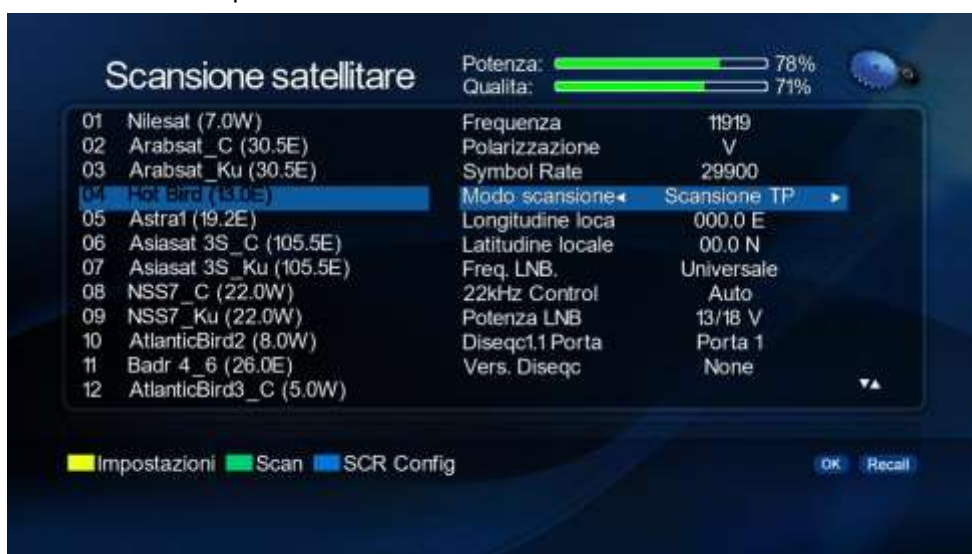 Scansione satellitare
Potenza: 78%
Qualita: 71%
01 Nilesat (7.0W)
02 Arabsat_C (30.5E)
03 Arabsat_Ku (30.5E)
04 Hot Bird (13.0E)
05 Astra1 (19.2E)
06 Asiasat 3S_C (105.5E)
07 Asiasat 3S_Ku (105.5E)
08 NSS7_C (22.0W)
09 NSS7_Ku (22.0W)
10 AtlanticBird2 (8.0W)
11 Badr 4_6 (26.0E)
12 AtlanticBird3_C (5.0W)
Frequenza 11919
Polarizzazione V
Symbol Rate 29900
Modo scansione Scansione TP
Longitudine loca 000.0 E
Latitudine locale 00.0 N
Freq. LNB. Universale
22kHz Control Auto
Potenza LNB 13/18 V
Diseqc1.1 Porta Porta 1
Vers. Diseqc None
Impostazioni Scan SCR Config
OK Recall